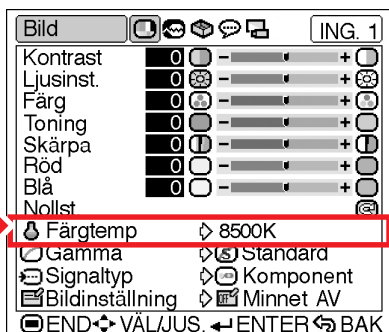 Bild ING. 1
Kontrast 0 - +
Ljusinst. 0 - +
Färg 0 - +
Toning 0 - +
Skärpa 0 - +
Röd 0 - +
Blå 0 - +
Nollst
Färgtemp 8500K
Gamma Standard
Signaltyp Komponent
Bildinställning Minnet AV
END VÄL/JUS. ENTER BAK